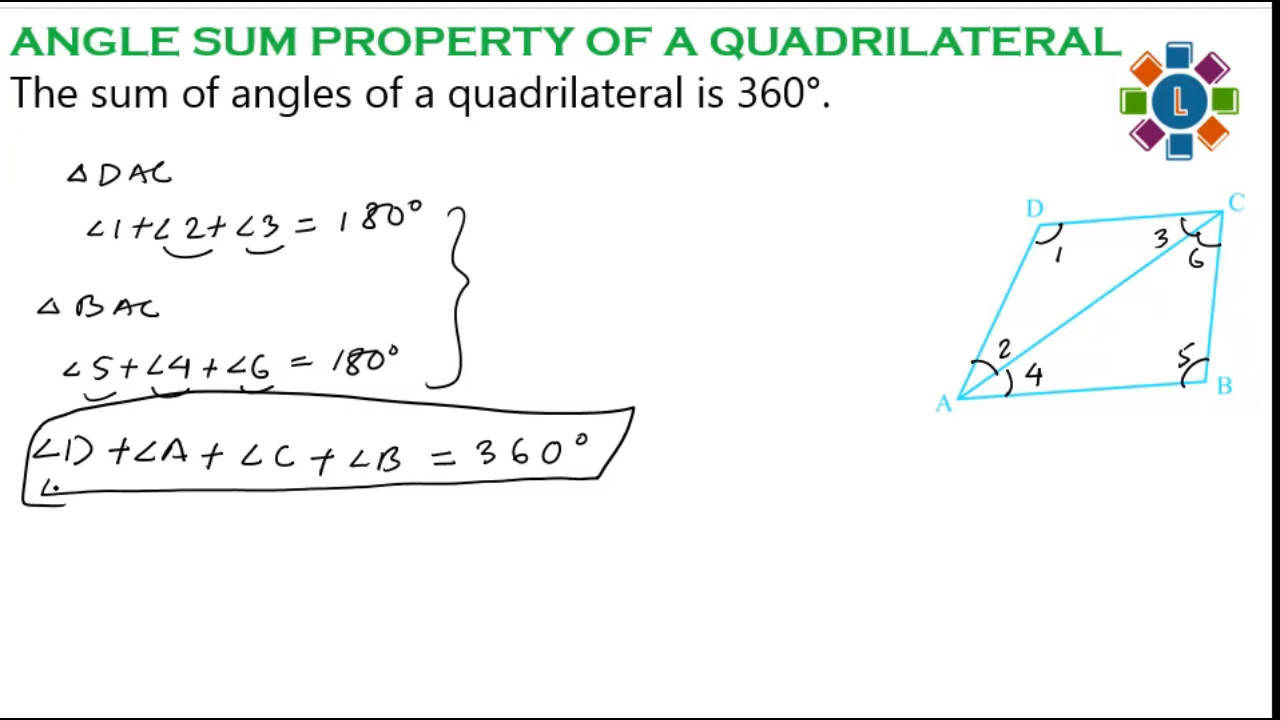 ANGLE SUM PROPERTY OF A QUADRILATERAL
The sum of angles of a quadrilateral is 360°.
L
△ DAC
∠1+∠2+∠3 = 180°
△ BAC
∠5+∠4+∠6 = 180°
∠D+∠A+∠C+∠B = 360°
D
C
3
1
6
2
4
5
A
B